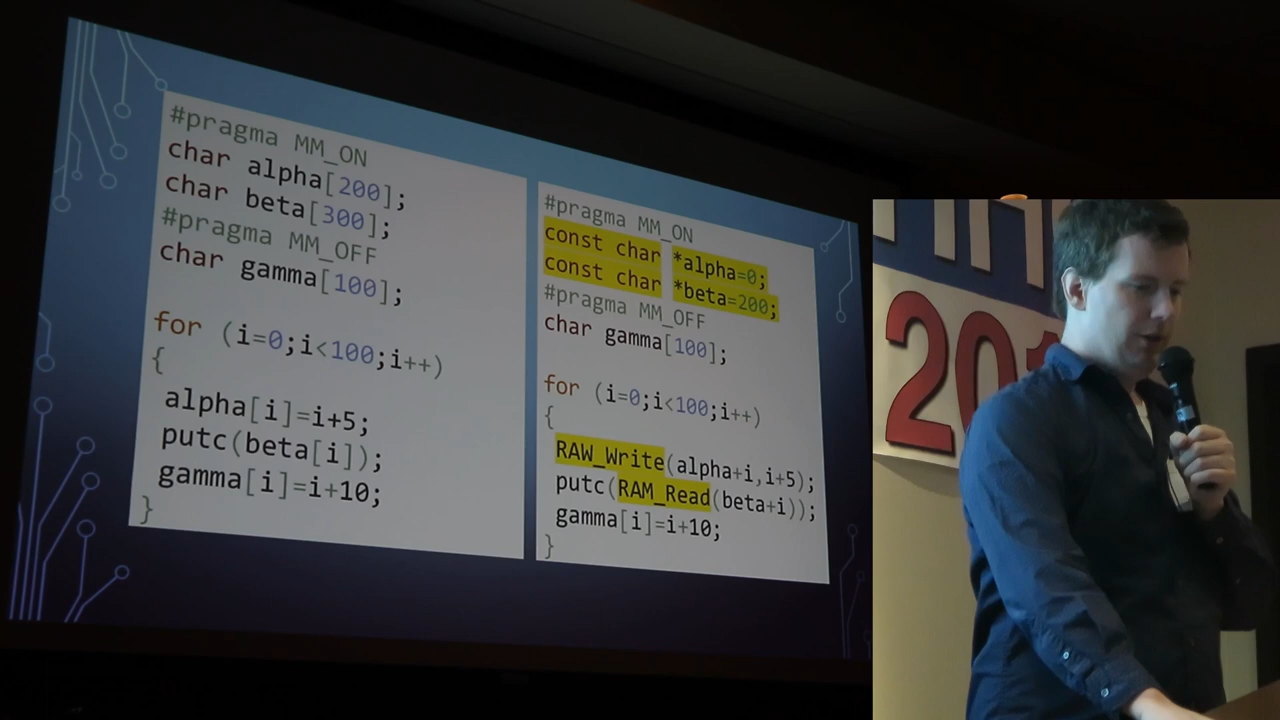 #pragma MM_ON
char alpha[200];
char beta[300];
#pragma MM_OFF
char gamma[100];
for (i=0;i<100;i++)
{
alpha[i]=i+5;
putc(beta[i]);
gamma[i]=i+10;
}
#pragma MM_ON
const char *alpha=0;
const char *beta=200;
#pragma MM_OFF
char gamma[100];
for (i=0;i<100;i++)
{
RAW_Write(alpha+i,i+5);
putc(RAM_Read(beta+i));
gamma[i]=i+10;
}